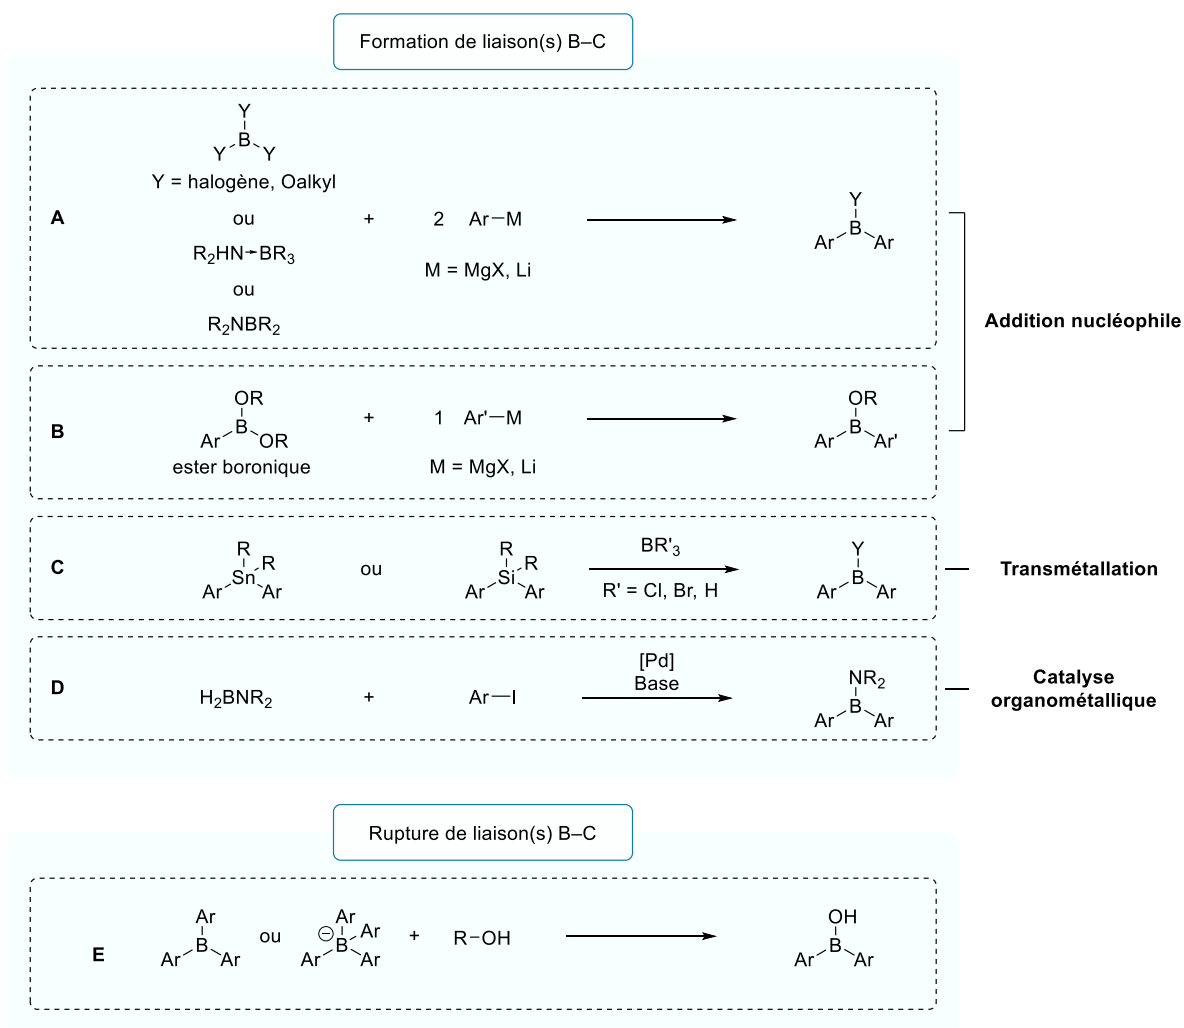 Formation de liaison(s) B–C
A
Y
B
Y Y
Y = halogène, Oalkyl
ou
R₂HN→BR₃
ou
R₂NBR₂
+
2 Ar–M
M = MgX, Li
Y
B
Ar Ar
Addition nucléophile
B
OR
B
Ar OR
ester boronique
+
1 Ar'–M
M = MgX, Li
OR
B
Ar Ar'
C
R
R
Sn
Ar Ar
ou
R
R
Si
Ar Ar
BR'₃
R' = Cl, Br, H
Y
B
Ar Ar
Transmétallation
D
H₂BNR₂
+
Ar–I
[Pd]
Base
NR₂
B
Ar Ar
Catalyse
organométallique
Rupture de liaison(s) B–C
E
Ar
B
Ar Ar
ou
Ar
⊖ Ar
B
Ar Ar
+
R–OH
OH
B
Ar Ar